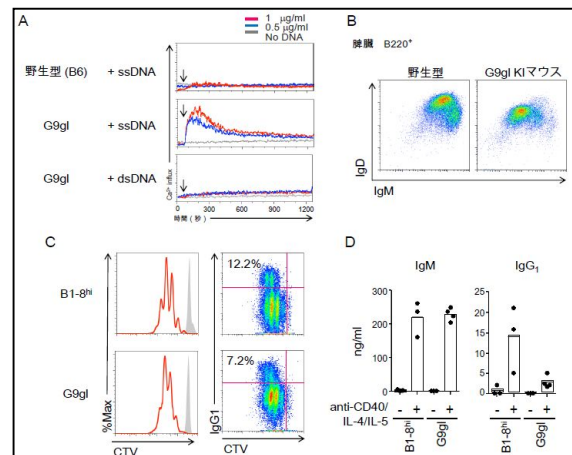 A
1 μg/ml
0.5 μg/ml
No DNA
野生型 (B6) + ssDNA
G9gl + ssDNA
G9gl + dsDNA
Ca²⁺ influx
0 300 600 900 1200
時間(秒)
B
脾臓 B220⁺
野生型 G9gl KIマウス
IgD
IgM
C
B1-8ʰⁱ
12.2%
G9gl
7.2%
%Max
CTV
IgG1
CTV
D
IgM IgG₁
ng/ml
300
200
100
0
25
20
15
10
5
0
anti-CD40/
IL-4/IL-5
- + - + - + - +
B1-8ʰⁱ G9gl B1-8ʰⁱ G9gl